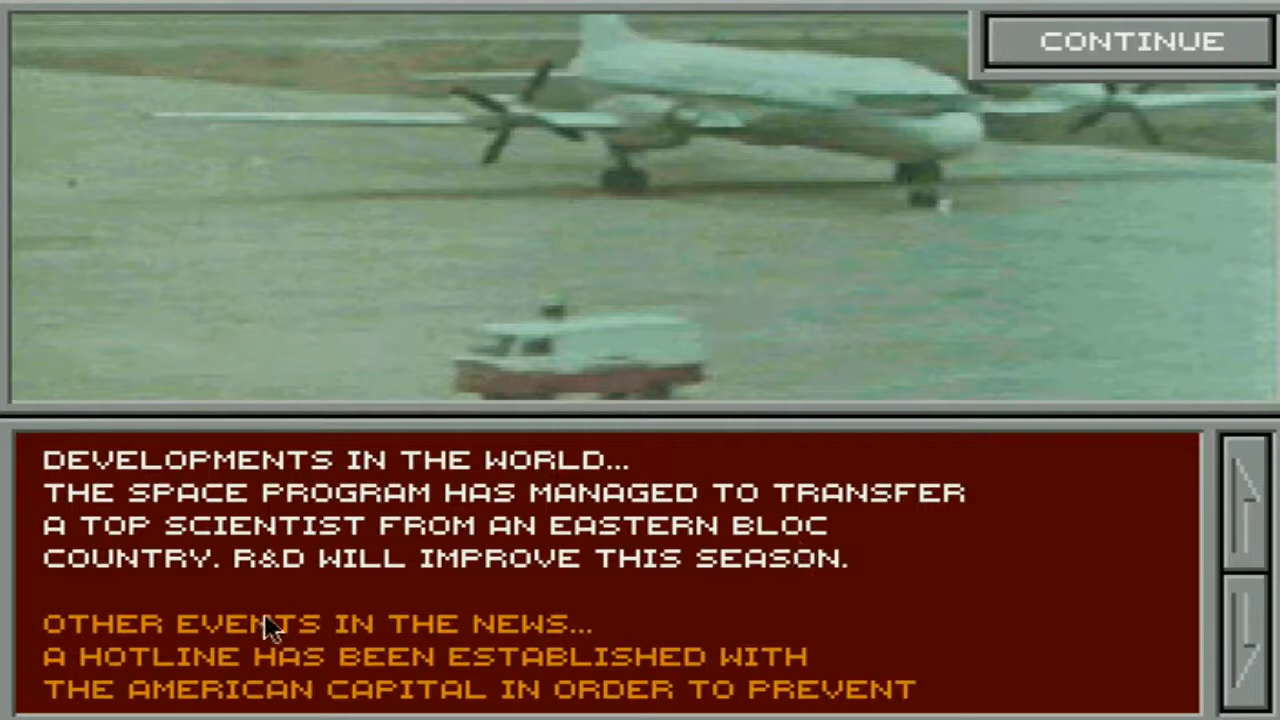 CONTINUE
DEVELOPMENTS IN THE WORLD...
THE SPACE PROGRAM HAS MANAGED TO TRANSFER
A TOP SCIENTIST FROM AN EASTERN BLOC
COUNTRY. R&D WILL IMPROVE THIS SEASON.
OTHER EVENTS IN THE NEWS...
A HOTLINE HAS BEEN ESTABLISHED WITH
THE AMERICAN CAPITAL IN ORDER TO PREVENT